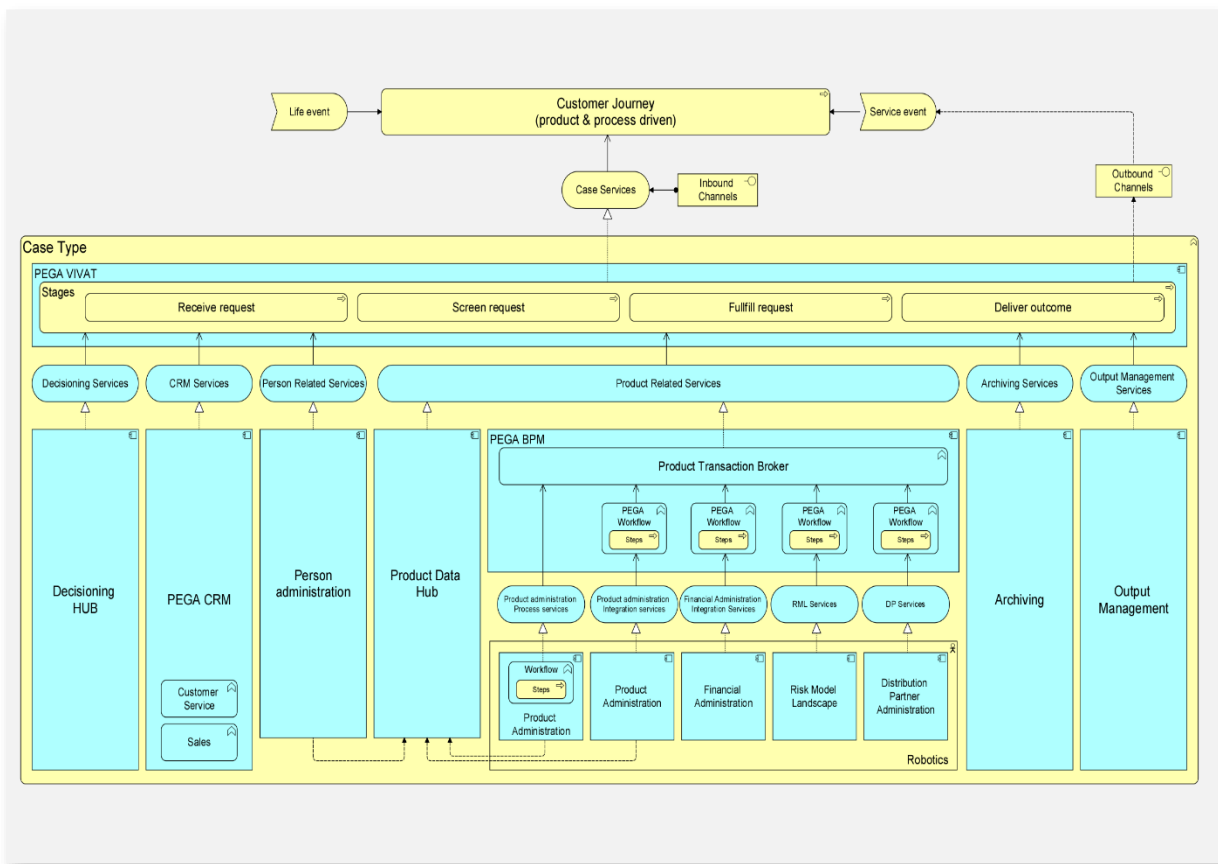 Life event
Customer Journey
(product & process driven)
Service event
Case Services
Inbound
Channels
Outbound
Channels
Case Type
PEGA VIVAT
Stages
Receive request
Screen request
Fullfill request
Deliver outcome
Decisioning Services
CRM Services
Person Related Services
Product Related Services
Archiving Services
Output Management
Services
PEGA BPM
Product Transaction Broker
PEGA
Workflow
Steps
PEGA
Workflow
Steps
PEGA
Workflow
Steps
PEGA
Workflow
Steps
Decisioning
HUB
PEGA CRM
Customer
Service
Sales
Person
administration
Product Data
Hub
Product administration
Process services
Product administration
Integration services
Financial Administration
Integration Services
RML Services
DP Services
Workflow
Steps
Product
Administration
Product
Administration
Financial
Administration
Risk Model
Landscape
Distribution
Partner
Administration
Robotics
Archiving
Output
Management